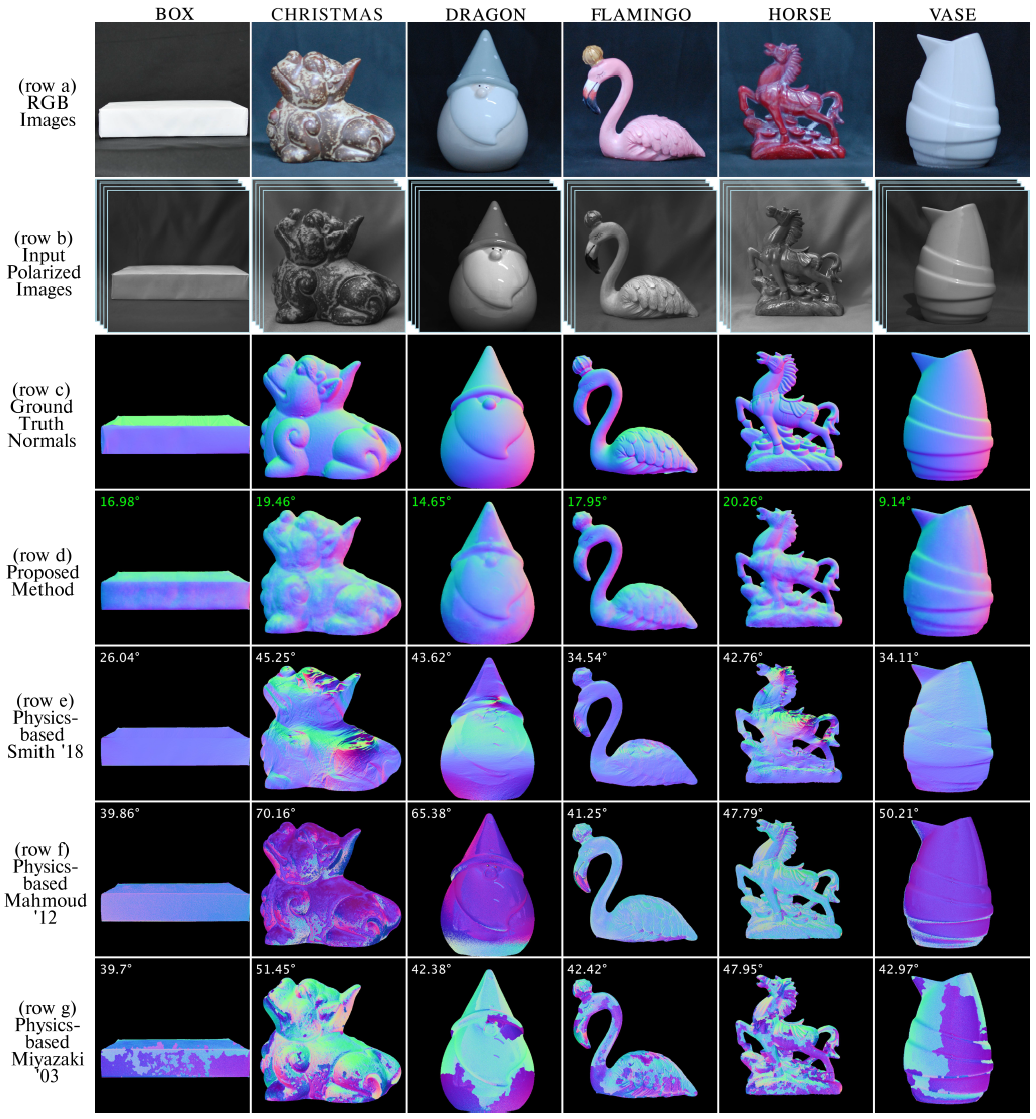 BOX CHRISTMAS DRAGON FLAMINGO HORSE VASE
(row a)
RGB
Images
(row b)
Input
Polarized
Images
(row c)
Ground
Truth
Normals
16.98° 19.46° 14.65° 17.95° 20.26° 9.14°
(row d)
Proposed
Method
26.04° 45.25° 43.62° 34.54° 42.76° 34.11°
(row e)
Physics-
based
Smith '18
39.86° 70.16° 65.38° 41.25° 47.79° 50.21°
(row f)
Physics-
based
Mahmoud
'12
39.7° 51.45° 42.38° 42.42° 47.95° 42.97°
(row g)
Physics-
based
Miyazaki
'03